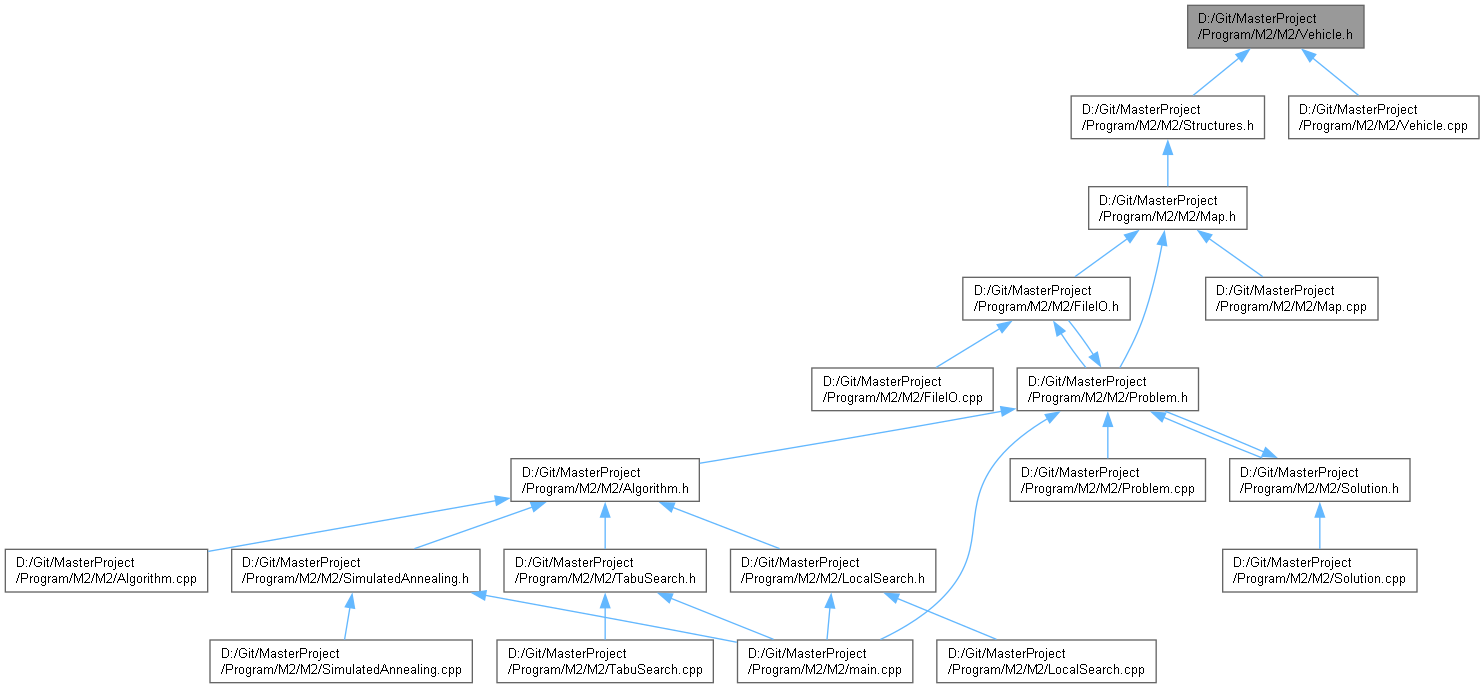 D:/Git/MasterProject
/Program/M2/M2/Vehicle.h
D:/Git/MasterProject
/Program/M2/M2/Structures.h
D:/Git/MasterProject
/Program/M2/M2/Vehicle.cpp
D:/Git/MasterProject
/Program/M2/M2/Map.h
D:/Git/MasterProject
/Program/M2/M2/FileIO.h
D:/Git/MasterProject
/Program/M2/M2/Map.cpp
D:/Git/MasterProject
/Program/M2/M2/FileIO.cpp
D:/Git/MasterProject
/Program/M2/M2/Problem.h
D:/Git/MasterProject
/Program/M2/M2/Algorithm.h
D:/Git/MasterProject
/Program/M2/M2/Problem.cpp
D:/Git/MasterProject
/Program/M2/M2/Solution.h
D:/Git/MasterProject
/Program/M2/M2/Algorithm.cpp
D:/Git/MasterProject
/Program/M2/M2/SimulatedAnnealing.h
D:/Git/MasterProject
/Program/M2/M2/TabuSearch.h
D:/Git/MasterProject
/Program/M2/M2/LocalSearch.h
D:/Git/MasterProject
/Program/M2/M2/Solution.cpp
D:/Git/MasterProject
/Program/M2/M2/SimulatedAnnealing.cpp
D:/Git/MasterProject
/Program/M2/M2/TabuSearch.cpp
D:/Git/MasterProject
/Program/M2/M2/main.cpp
D:/Git/MasterProject
/Program/M2/M2/LocalSearch.cpp